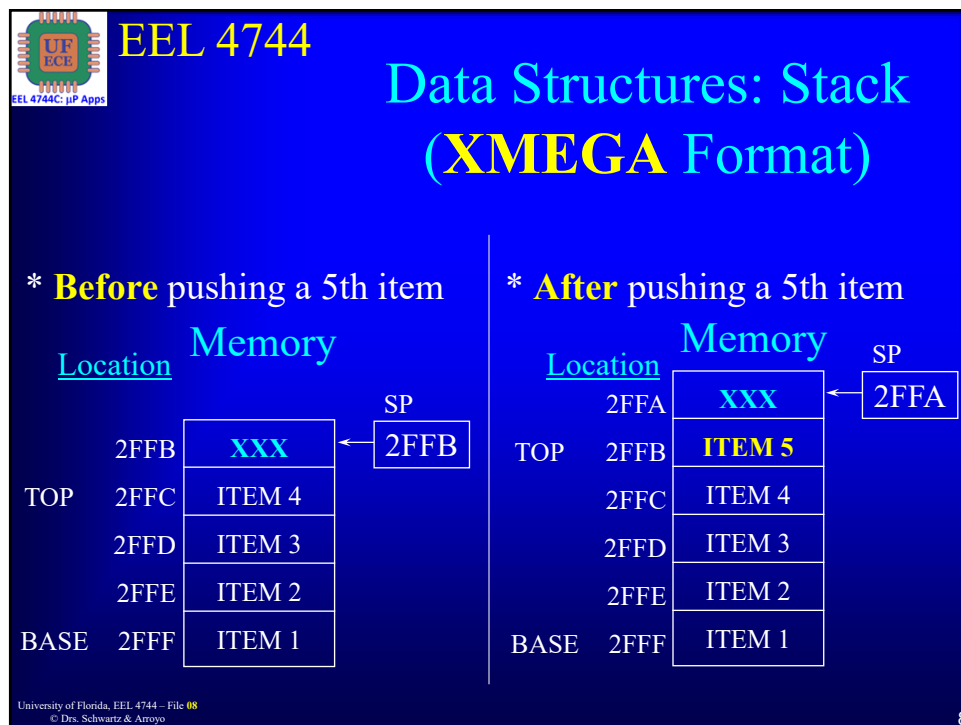 UF
ECE
EEL 4744C: µP Apps
EEL 4744
Data Structures: Stack
(XMEGA Format)
* Before pushing a 5th item
Memory
Location
SP
2FFB XXX 2FFB
TOP 2FFC ITEM 4
2FFD ITEM 3
2FFE ITEM 2
BASE 2FFF ITEM 1
* After pushing a 5th item
Memory
Location
SP
2FFA XXX 2FFA
TOP 2FFB ITEM 5
2FFC ITEM 4
2FFD ITEM 3
2FFE ITEM 2
BASE 2FFF ITEM 1
University of Florida, EEL 4744 – File 08
© Drs. Schwartz & Arroyo